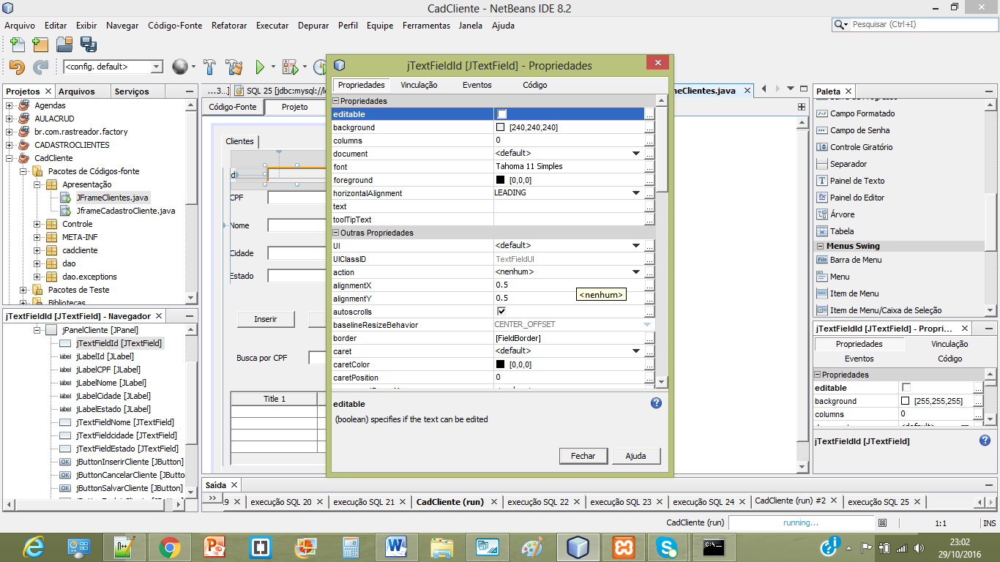 CadCliente - NetBeans IDE 8.2
Arquivo Editar Exibir Navegar Código-Fonte Refatorar Executar Depurar Perfil Equipe Ferramentas Janela Ajuda
Pesquisar (Ctrl+I)
<config. default>
Projetos Arquivos Serviços
Agendas
AULACRUD
br.com.rastreador.factory
CADASTROCLIENTES
CadCliente
Pacotes de Códigos-fonte
Apresentação
JFrameClientes.java
JframeCadastroCliente.java
Controle
META-INF
cadcliente
dao
dao.exceptions
Pacotes de Teste
Bibliotecas
jTextFieldId [JTextField] - Navegador
jPanelCliente [JPanel]
jTextFieldId [JTextField]
jLabelId [JLabel]
jLabelCPF [JLabel]
jLabelNome [JLabel]
jLabelCidade [JLabel]
jLabelEstado [JLabel]
jTextFieldNome [JTextField]
jTextFieldcidade [JTextField]
jTextFieldEstado [JTextField]
jButtonInserirCliente [JButton]
jButtonCancelarCliente [JButto
jButtonSalvarCliente [JButton]
...3...] SQL 25 [jdbc:mysql://lo
meClientes.java
Código-Fonte Projeto
Clientes
d
CPF
Nome
Cidade
Estado
Inserir
Busca por CPF
Title 1
jTextFieldId [JTextField] - Propriedades
Propriedades Vinculação Eventos Código
Propriedades
editable ...
background [240,240,240] ...
columns 0 ...
document <default> ...
font Tahoma 11 Simples ...
foreground [0,0,0] ...
horizontalAlignment LEADING ...
text ...
toolTipText ...
Outras Propriedades
UI <default> ...
UIClassID TextFieldUI ...
action <nenhum> ...
alignmentX 0.5 ...
<nenhum>
alignmentY 0.5 ...
autoscrolls ...
baselineResizeBehavior CENTER_OFFSET
border [FieldBorder] ...
caret <default> ...
caretColor [0,0,0] ...
caretPosition 0 ...
editable
(boolean) specifies if the text can be edited
Fechar Ajuda
Paleta
Campo Formatado
Campo de Senha
Controle Giratório
Separador
Painel de Texto
Painel do Editor
Árvore
Tabela
Menus Swing
Barra de Menu
Menu
Item de Menu
Item de Menu/Caixa de Seleção
jTextFieldId [JTextField] - Propri...
Propriedades Vinculação
Eventos Código
Propriedades
editable ...
background [255,255,255] ...
columns 0 ...
jTextFieldId [JTextField]
Saída
9 execução SQL 20 execução SQL 21 CadCliente (run) execução SQL 22 execução SQL 23 execução SQL 24 CadCliente (run) #2 execução SQL 25
CadCliente (run) running... 1:1 INS
23:02
29/10/2016